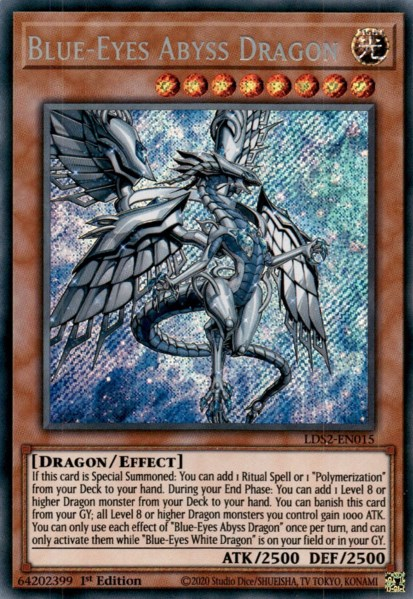 Blue-Eyes Abyss Dragon
光
LDS2-EN015
[Dragon/Effect]
If this card is Special Summoned: You can add 1 Ritual Spell or 1 "Polymerization"
from your Deck to your hand. During your End Phase: You can add 1 Level 8 or
higher Dragon monster from your Deck to your hand. You can banish this card
from your GY; all Level 8 or higher Dragon monsters you control gain 1000 ATK.
You can only use each effect of "Blue-Eyes Abyss Dragon" once per turn, and can
only activate them while "Blue-Eyes White Dragon" is on your field or in your GY.
ATK/2500 DEF/2500
64202399 1st Edition ©2020 Studio Dice/SHUEISHA, TV TOKYO, KONAMI